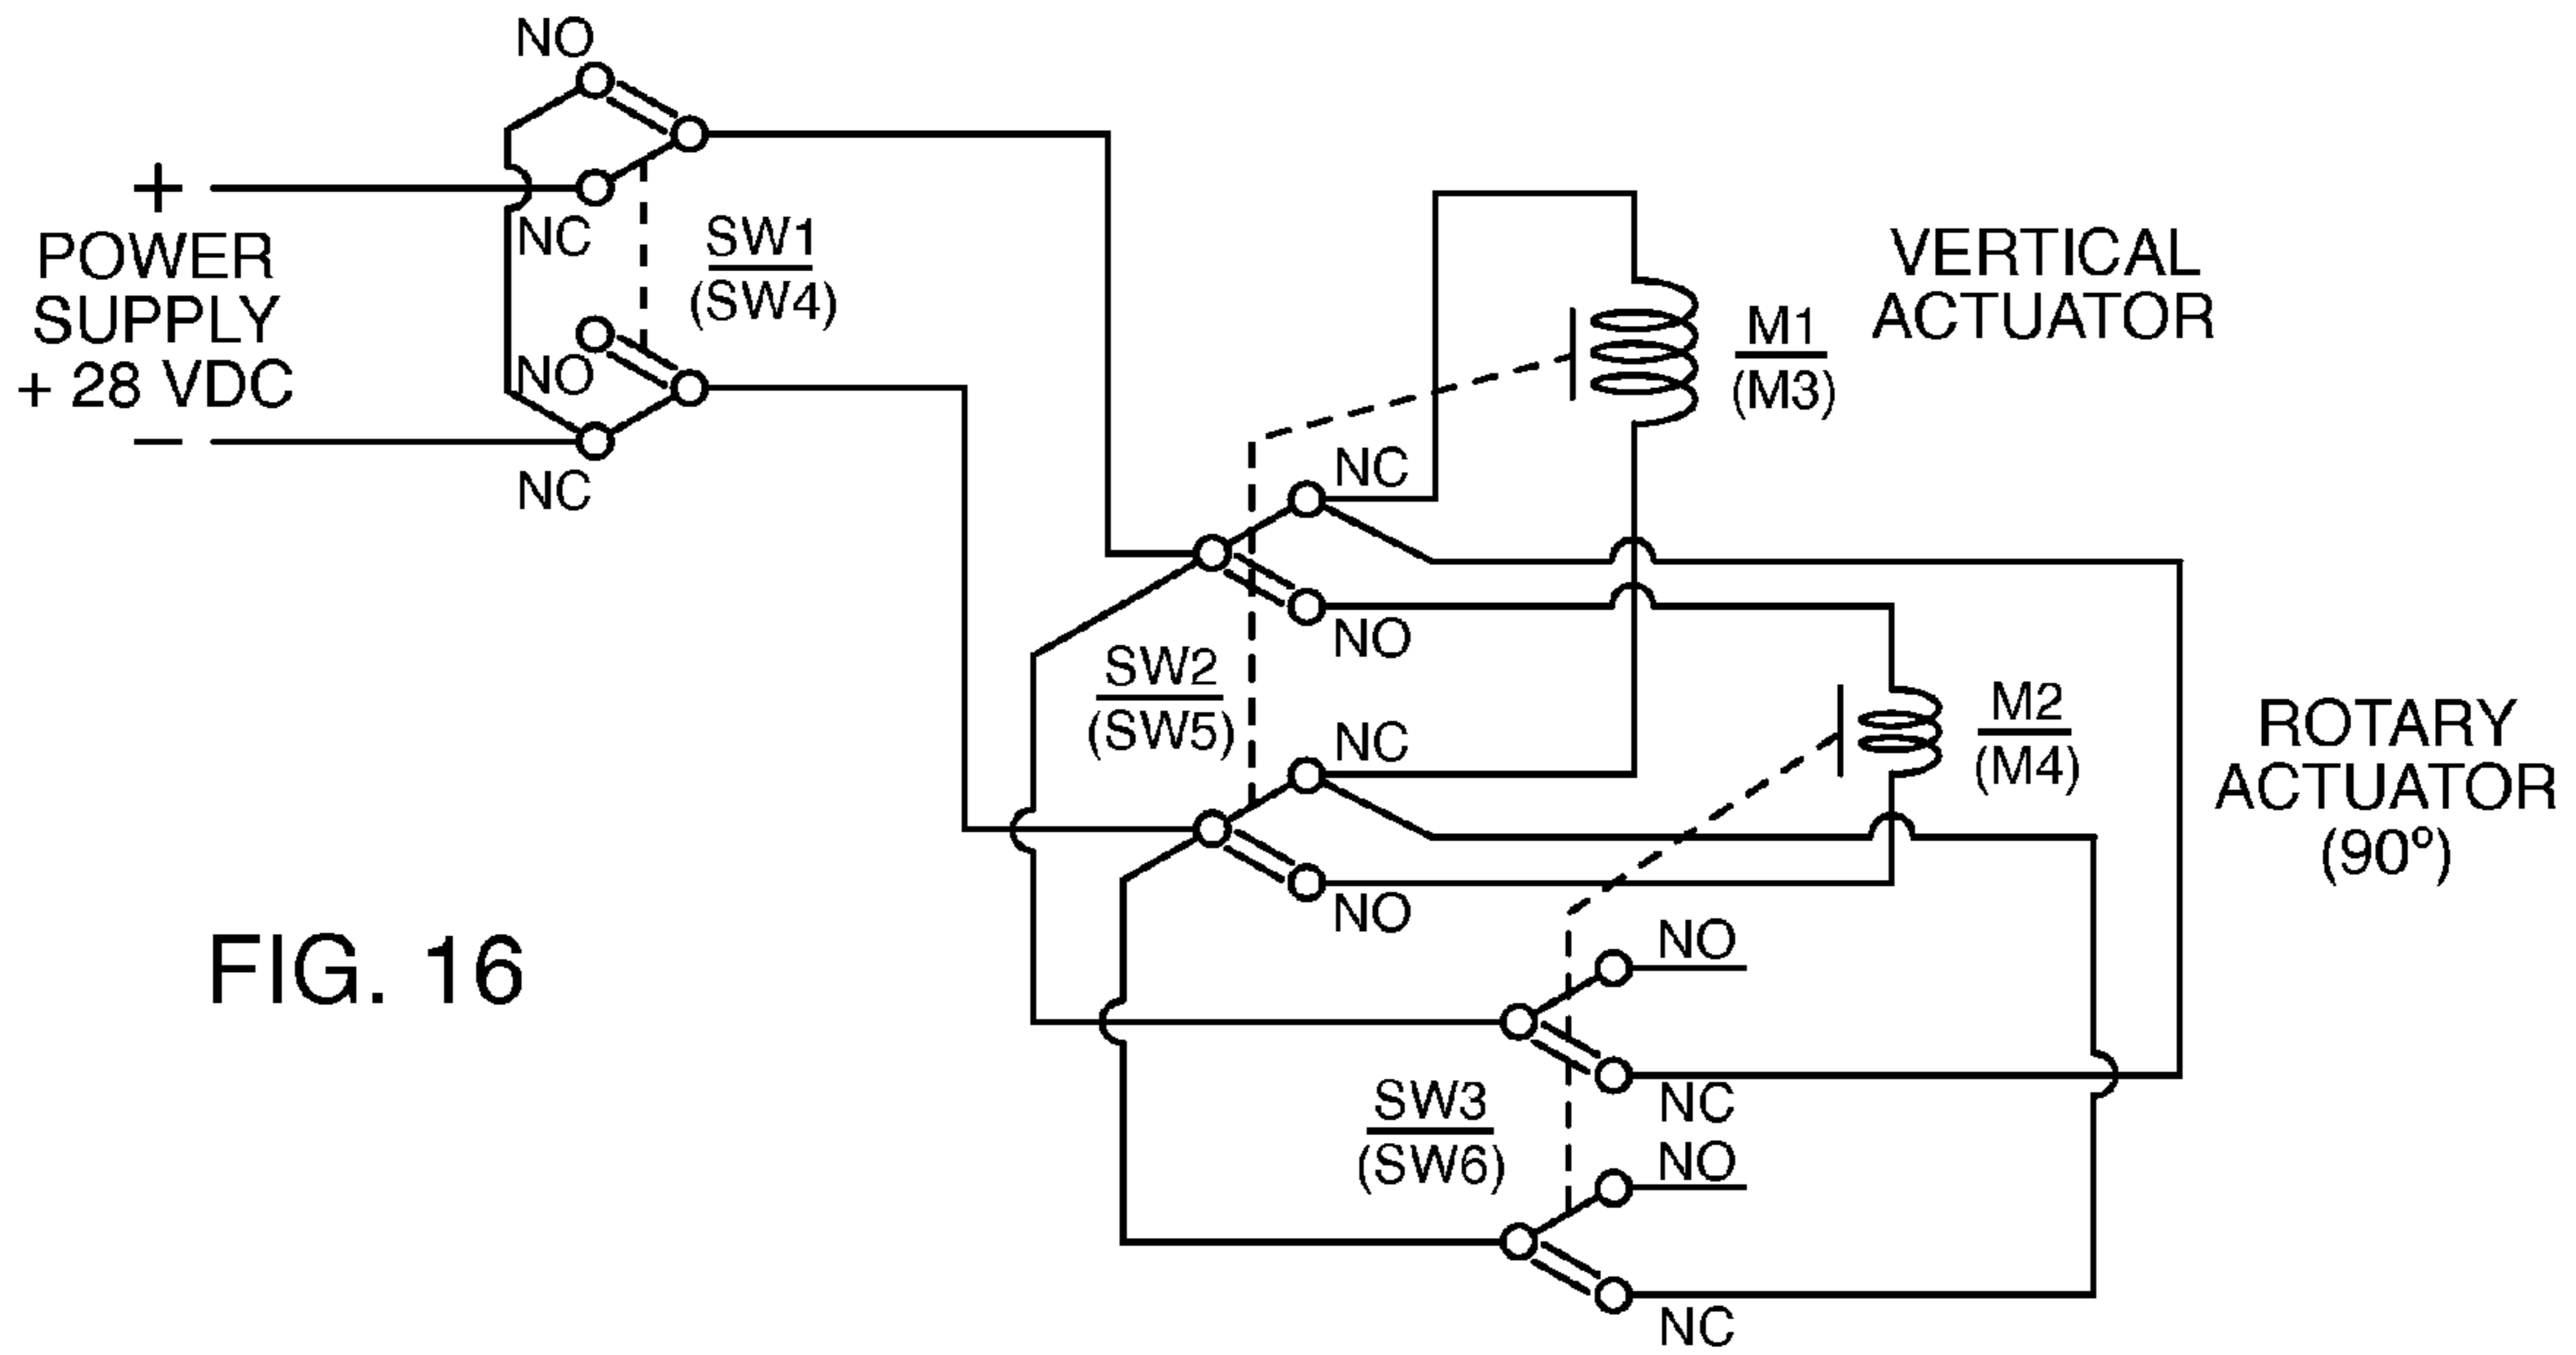 NO
+
POWER
SUPPLY
+ 28 VDC
−
NC
NO
NC
SW1
(SW4)
VERTICAL
ACTUATOR
M1
(M3)
NC
NO
SW2
(SW5)
NC
NO
M2
(M4)
ROTARY
ACTUATOR
(90º)
NO
NC
SW3
(SW6)
NO
NC
FIG. 16